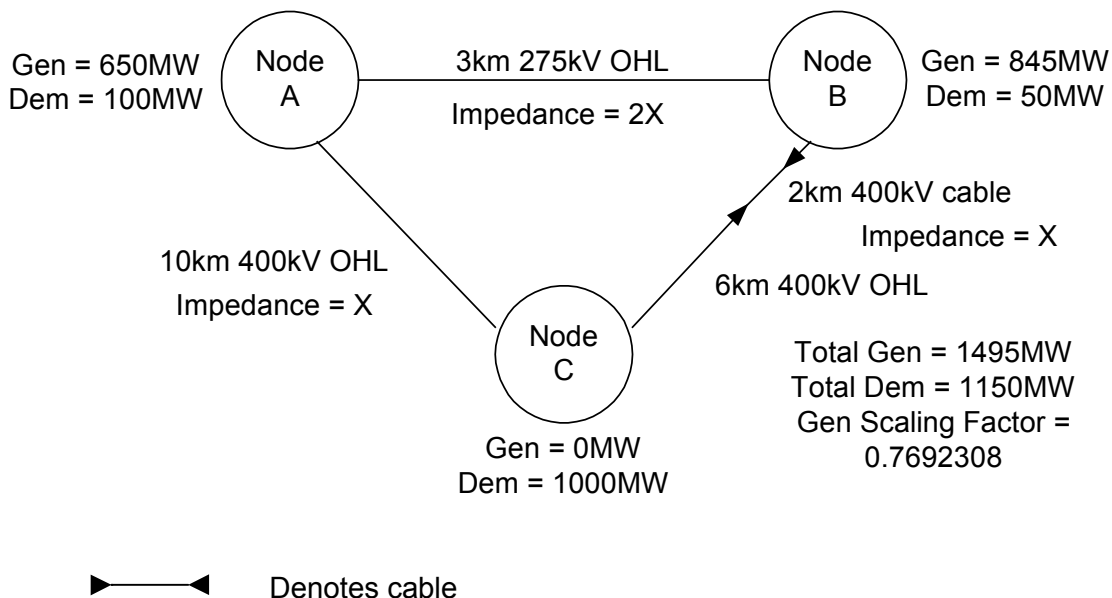 Gen = 650MW
Dem = 100MW
Node
A
3km 275kV OHL
Impedance = 2X
Node
B
Gen = 845MW
Dem = 50MW
2km 400kV cable
Impedance = X
10km 400kV OHL
Impedance = X
6km 400kV OHL
Node
C
Gen = 0MW
Dem = 1000MW
Total Gen = 1495MW
Total Dem = 1150MW
Gen Scaling Factor =
0.7692308
Denotes cable